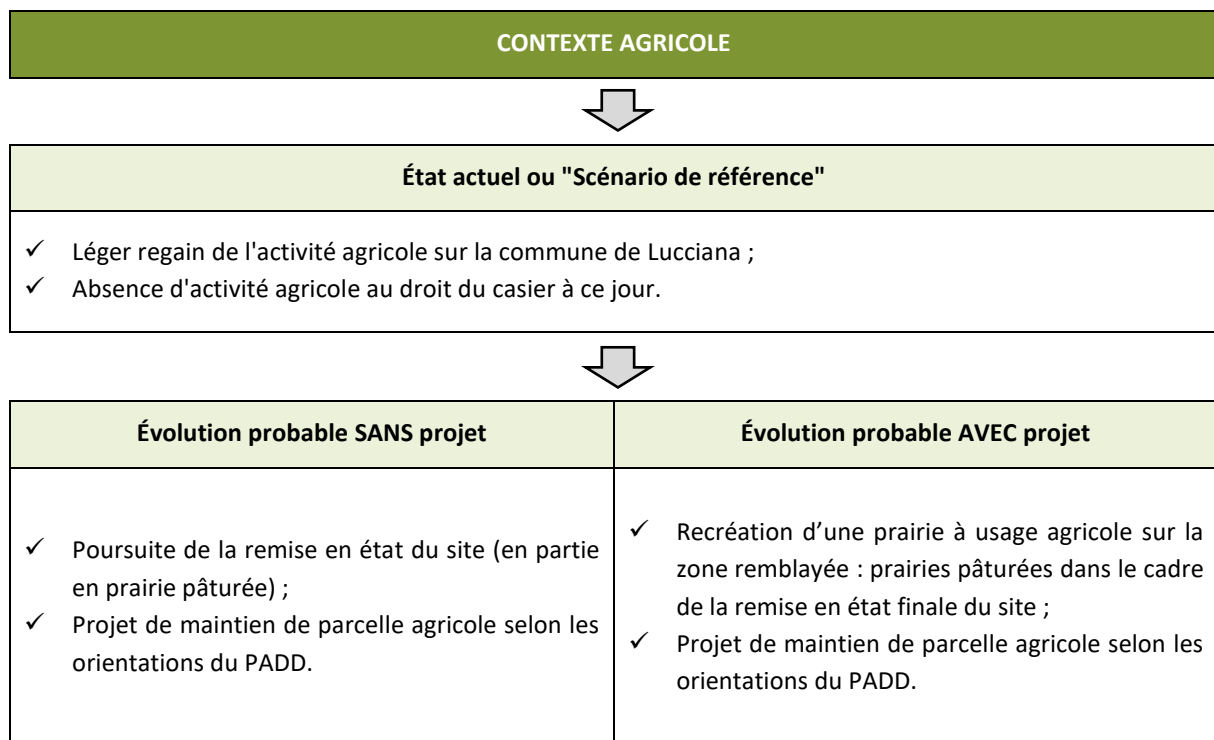 CONTEXTE AGRICOLE
État actuel ou "Scénario de référence"
✓ Léger regain de l'activité agricole sur la commune de Lucciana ;
✓ Absence d'activité agricole au droit du casier à ce jour.
Évolution probable SANS projet
✓ Poursuite de la remise en état du site (en partie
en prairie pâturée) ;
✓ Projet de maintien de parcelle agricole selon les
orientations du PADD.
Évolution probable AVEC projet
✓ Recréation d’une prairie à usage agricole sur la
zone remblayée : prairies pâturées dans le cadre
de la remise en état finale du site ;
✓ Projet de maintien de parcelle agricole selon les
orientations du PADD.